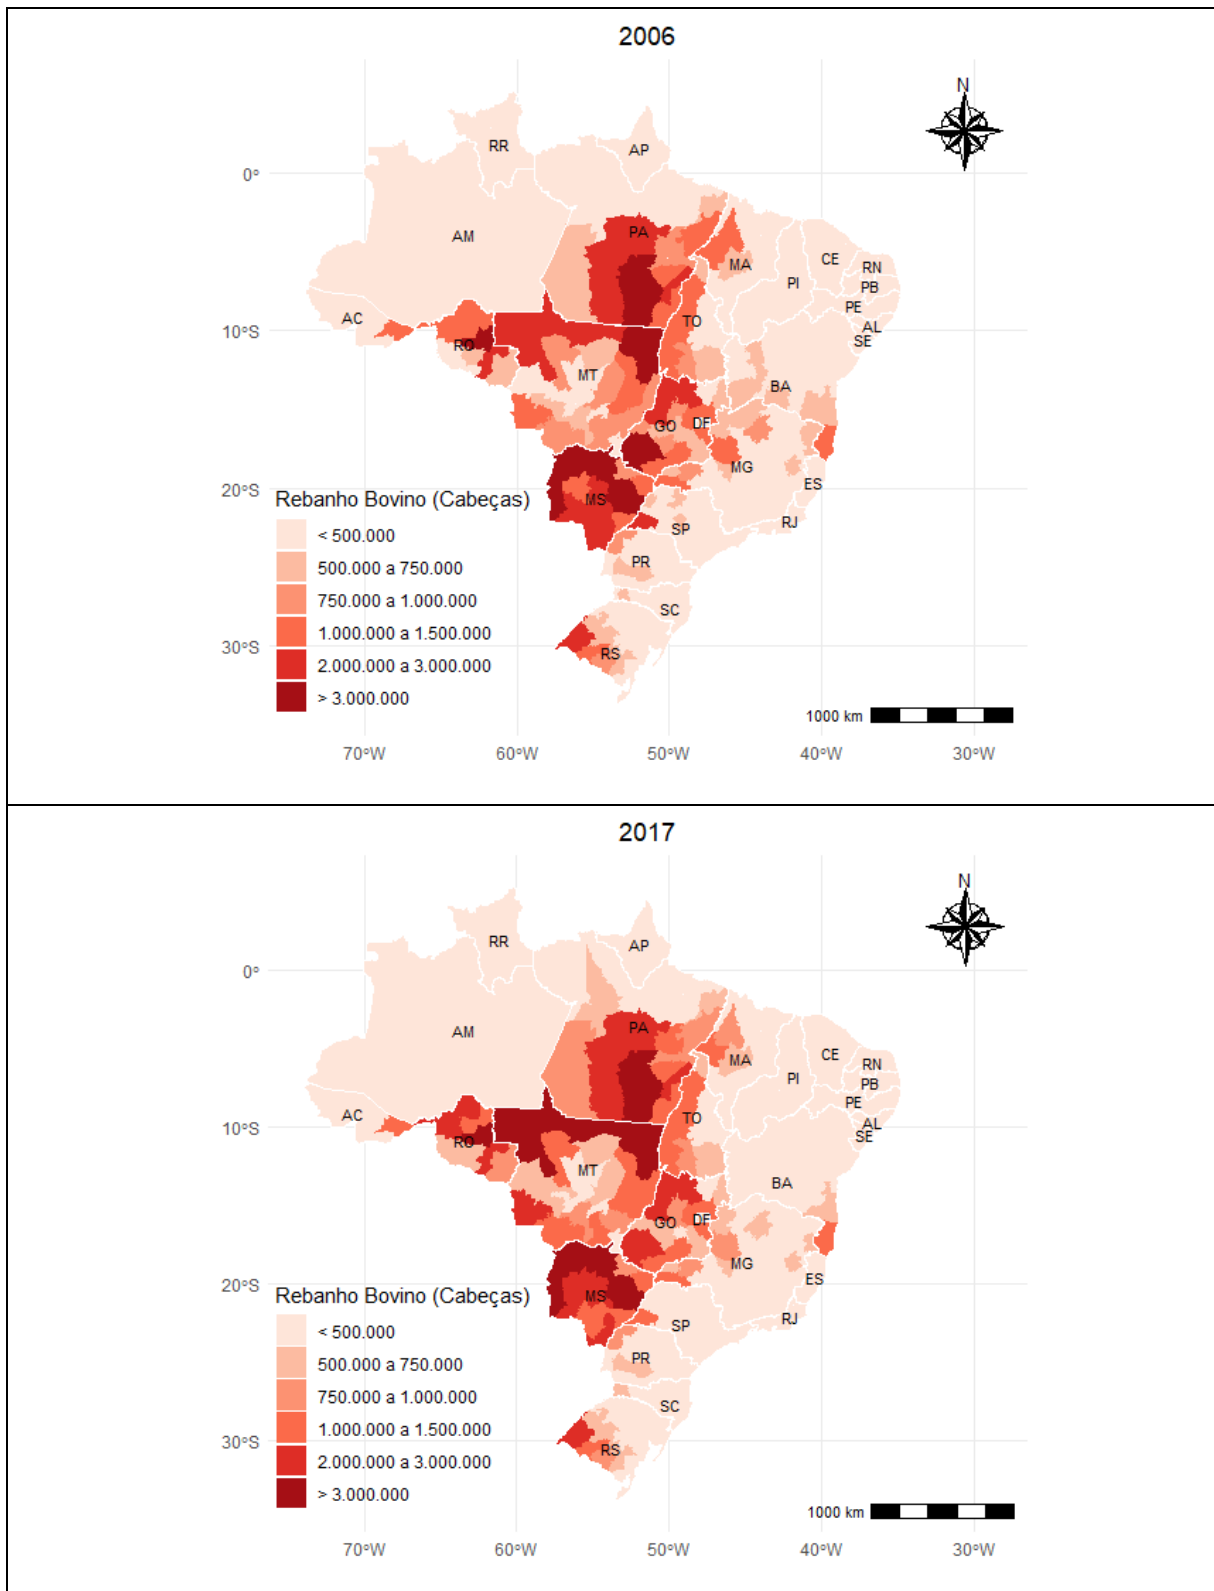 2006
N
RR
AP
0°
AM
PA
MA
CE
RN
PB
PI
PE
AL
SE
TO
AC
10°S
RO
MT
BA
GO
DF
MG
ES
20°S
MS
Rebanho Bovino (Cabeças)
SP
RJ
< 500.000
500.000 a 750.000
PR
750.000 a 1.000.000
SC
1.000.000 a 1.500.000
30°S
RS
2.000.000 a 3.000.000
> 3.000.000
1000 km
70°W
60°W
50°W
40°W
30°W
2017
N
RR
AP
0°
AM
PA
MA
CE
RN
PB
PI
PE
AL
SE
TO
AC
10°S
RO
MT
BA
GO
DF
MG
ES
20°S
MS
Rebanho Bovino (Cabeças)
SP
RJ
< 500.000
500.000 a 750.000
PR
750.000 a 1.000.000
SC
1.000.000 a 1.500.000
30°S
RS
2.000.000 a 3.000.000
> 3.000.000
1000 km
70°W
60°W
50°W
40°W
30°W